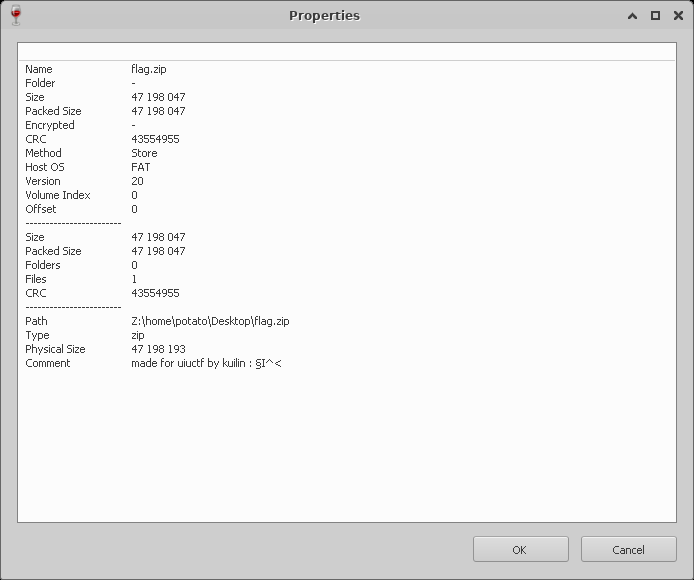 Properties
Name flag.zip
Folder -
Size 47 198 047
Packed Size 47 198 047
Encrypted -
CRC 43554955
Method Store
Host OS FAT
Version 20
Volume Index 0
Offset 0
------------------------
Size 47 198 047
Packed Size 47 198 047
Folders 0
Files 1
CRC 43554955
------------------------
Path Z:\home\potato\Desktop\flag.zip
Type zip
Physical Size 47 198 193
Comment made for uiuctf by kuilin : §I^<
OK Cancel